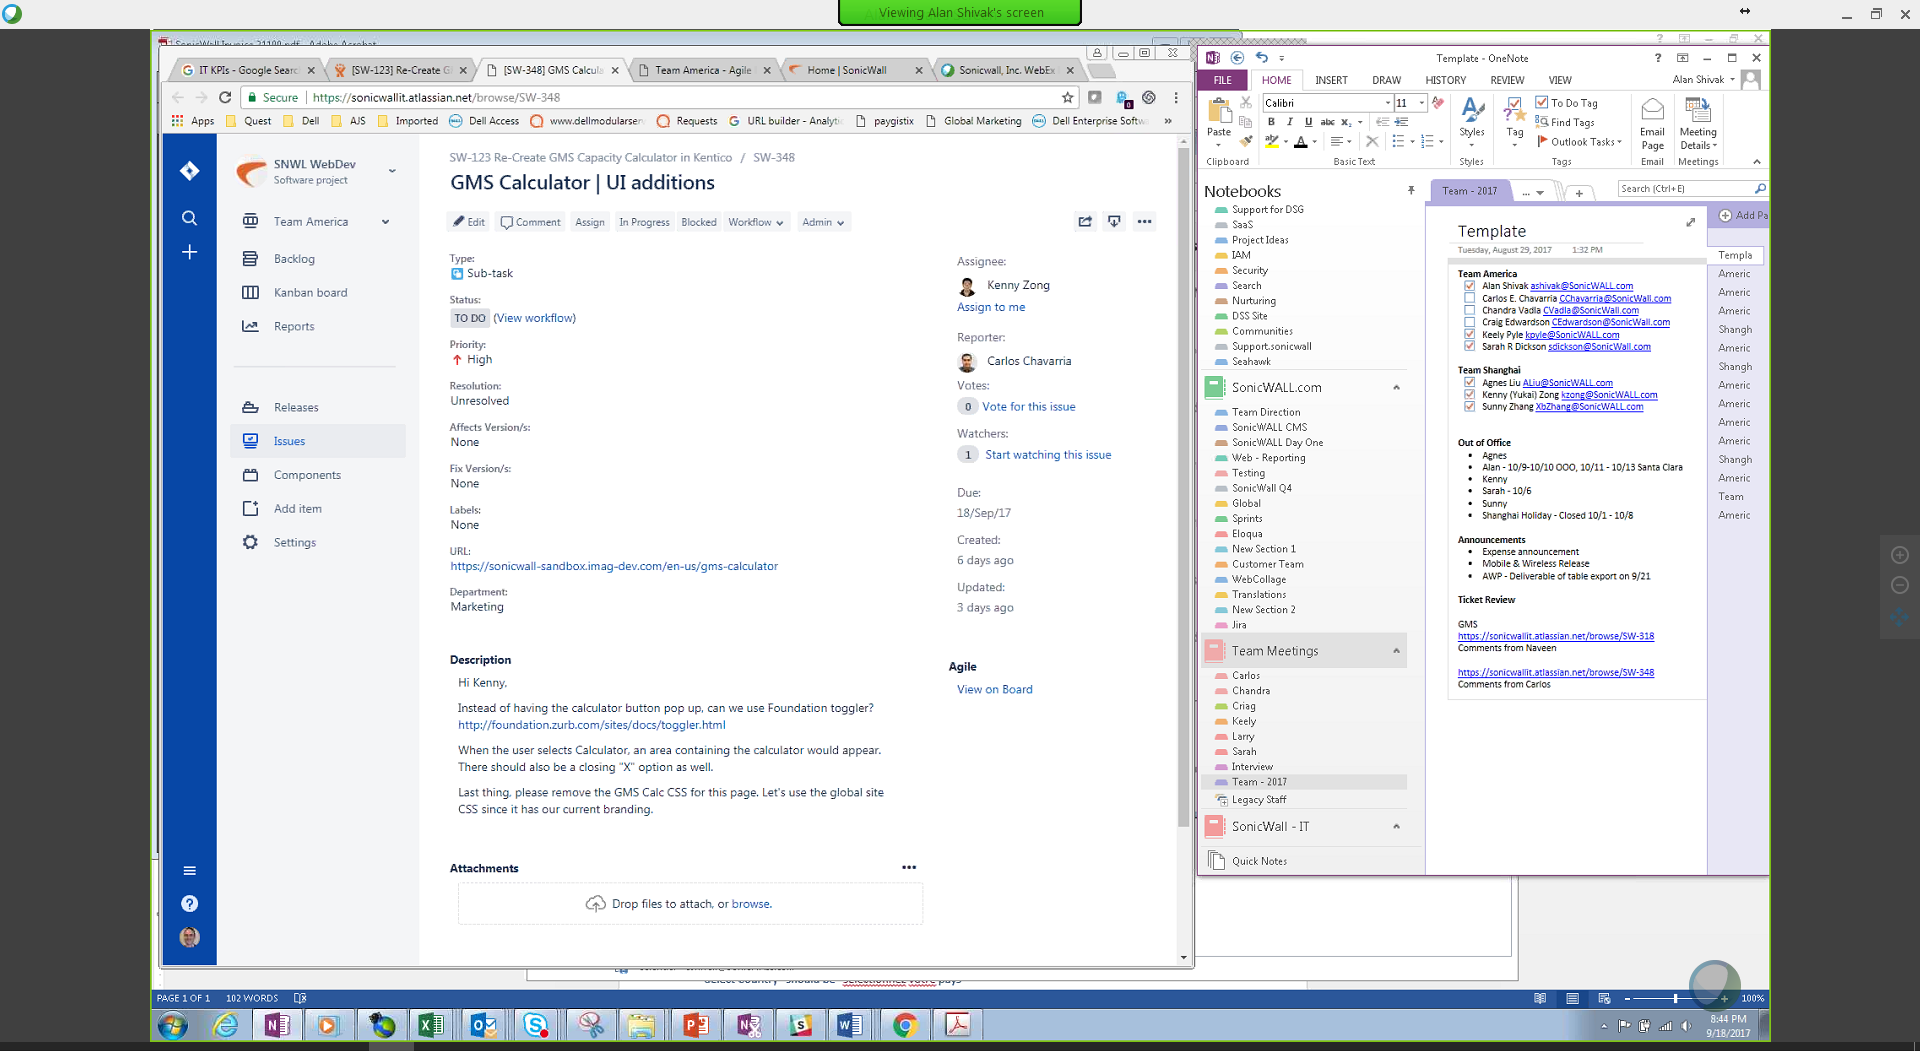 Viewing Alan Shivak's screen
IT KPIs - Google Searc
[SW-123] Re-Create G
[SW-348] GMS Calcula
Team America - Agile
Home | SonicWall
Sonicwall, Inc. WebEx
Secure
https://sonicwallit.atlassian.net/browse/SW-348
Apps
Quest
Dell
AJS
Imported
Dell Access
www.dellmodularserv
Requests
URL builder - Analyti
paygistix
Global Marketing
Dell Enterprise Softw
»
SNWL WebDev
Software project
Team America
Backlog
Kanban board
Reports
Releases
Issues
Components
Add item
Settings
SW-123 Re-Create GMS Capacity Calculator in Kentico / SW-348
GMS Calculator | UI additions
Edit
Comment
Assign
In Progress
Blocked
Workflow
Admin
Type:
Sub-task
Status:
TO DO (View workflow)
Priority:
High
Resolution:
Unresolved
Affects Version/s:
None
Fix Version/s:
None
Labels:
None
URL:
https://sonicwall-sandbox.imag-dev.com/en-us/gms-calculator
Department:
Marketing
Assignee:
Kenny Zong
Assign to me
Reporter:
Carlos Chavarria
Votes:
0 Vote for this issue
Watchers:
1 Start watching this issue
Due:
18/Sep/17
Created:
6 days ago
Updated:
3 days ago
Description
Hi Kenny,
Instead of having the calculator button pop up, can we use Foundation toggler?
http://foundation.zurb.com/sites/docs/toggler.html
When the user selects Calculator, an area containing the calculator would appear.
There should also be a closing "X" option as well.
Last thing, please remove the GMS Calc CSS for this page. Let's use the global site
CSS since it has our current branding.
Agile
View on Board
Attachments
Drop files to attach, or browse.
Template - OneNote
FILE
HOME
INSERT
DRAW
HISTORY
REVIEW
VIEW
Alan Shivak
Paste
Clipboard
Calibri
11
B I U abc x₂
A
Basic Text
Styles
Styles
Tag
To Do Tag
Find Tags
Outlook Tasks
Tags
Email
Page
Email
Meeting
Details
Meetings
Notebooks
Support for DSG
SaaS
Project Ideas
IAM
Security
Search
Nurturing
DSS Site
Communities
Support.sonicwall
Seahawk
SonicWALL.com
Team Direction
SonicWALL CMS
SonicWALL Day One
Web - Reporting
Testing
SonicWall Q4
Global
Sprints
Eloqua
New Section 1
Customer Team
WebCollage
Translations
New Section 2
Jira
Team Meetings
Carlos
Chandra
Criag
Keely
Larry
Sarah
Interview
Team - 2017
Legacy Staff
SonicWall - IT
Quick Notes
Team - 2017
...
Search (Ctrl+E)
Template
Tuesday, August 29, 2017 1:32 PM
Team America
Alan Shivak ashivak@SonicWALL.com
Carlos E. Chavarria CChavarria@SonicWall.com
Chandra Vadla CVadla@SonicWall.com
Craig Edwardson CEdwardson@SonicWall.com
Keely Pyle kpyle@SonicWALL.com
Sarah R Dickson sdickson@SonicWall.com
Team Shanghai
Agnes Liu ALiu@SonicWALL.com
Kenny (Yukai) Zong kzong@SonicWALL.com
Sunny Zhang XbZhang@SonicWALL.com
Out of Office
• Agnes
• Alan - 10/9-10/10 OOO, 10/11 - 10/13 Santa Clara
• Kenny
• Sarah - 10/6
• Sunny
• Shanghai Holiday - Closed 10/1 - 10/8
Announcements
• Expense announcement
• Mobile & Wireless Release
• AWP - Deliverable of table export on 9/21
Ticket Review
GMS
https://sonicwallit.atlassian.net/browse/SW-318
Comments from Naveen
https://sonicwallit.atlassian.net/browse/SW-348
Comments from Carlos
Add Pa
Templa
Americ
Americ
Americ
Shangh
Americ
Shangh
Americ
Americ
Americ
Americ
Shangh
Americ
Team
Americ
PAGE 1 OF 1
102 WORDS
100%
8:44 PM
9/18/2017